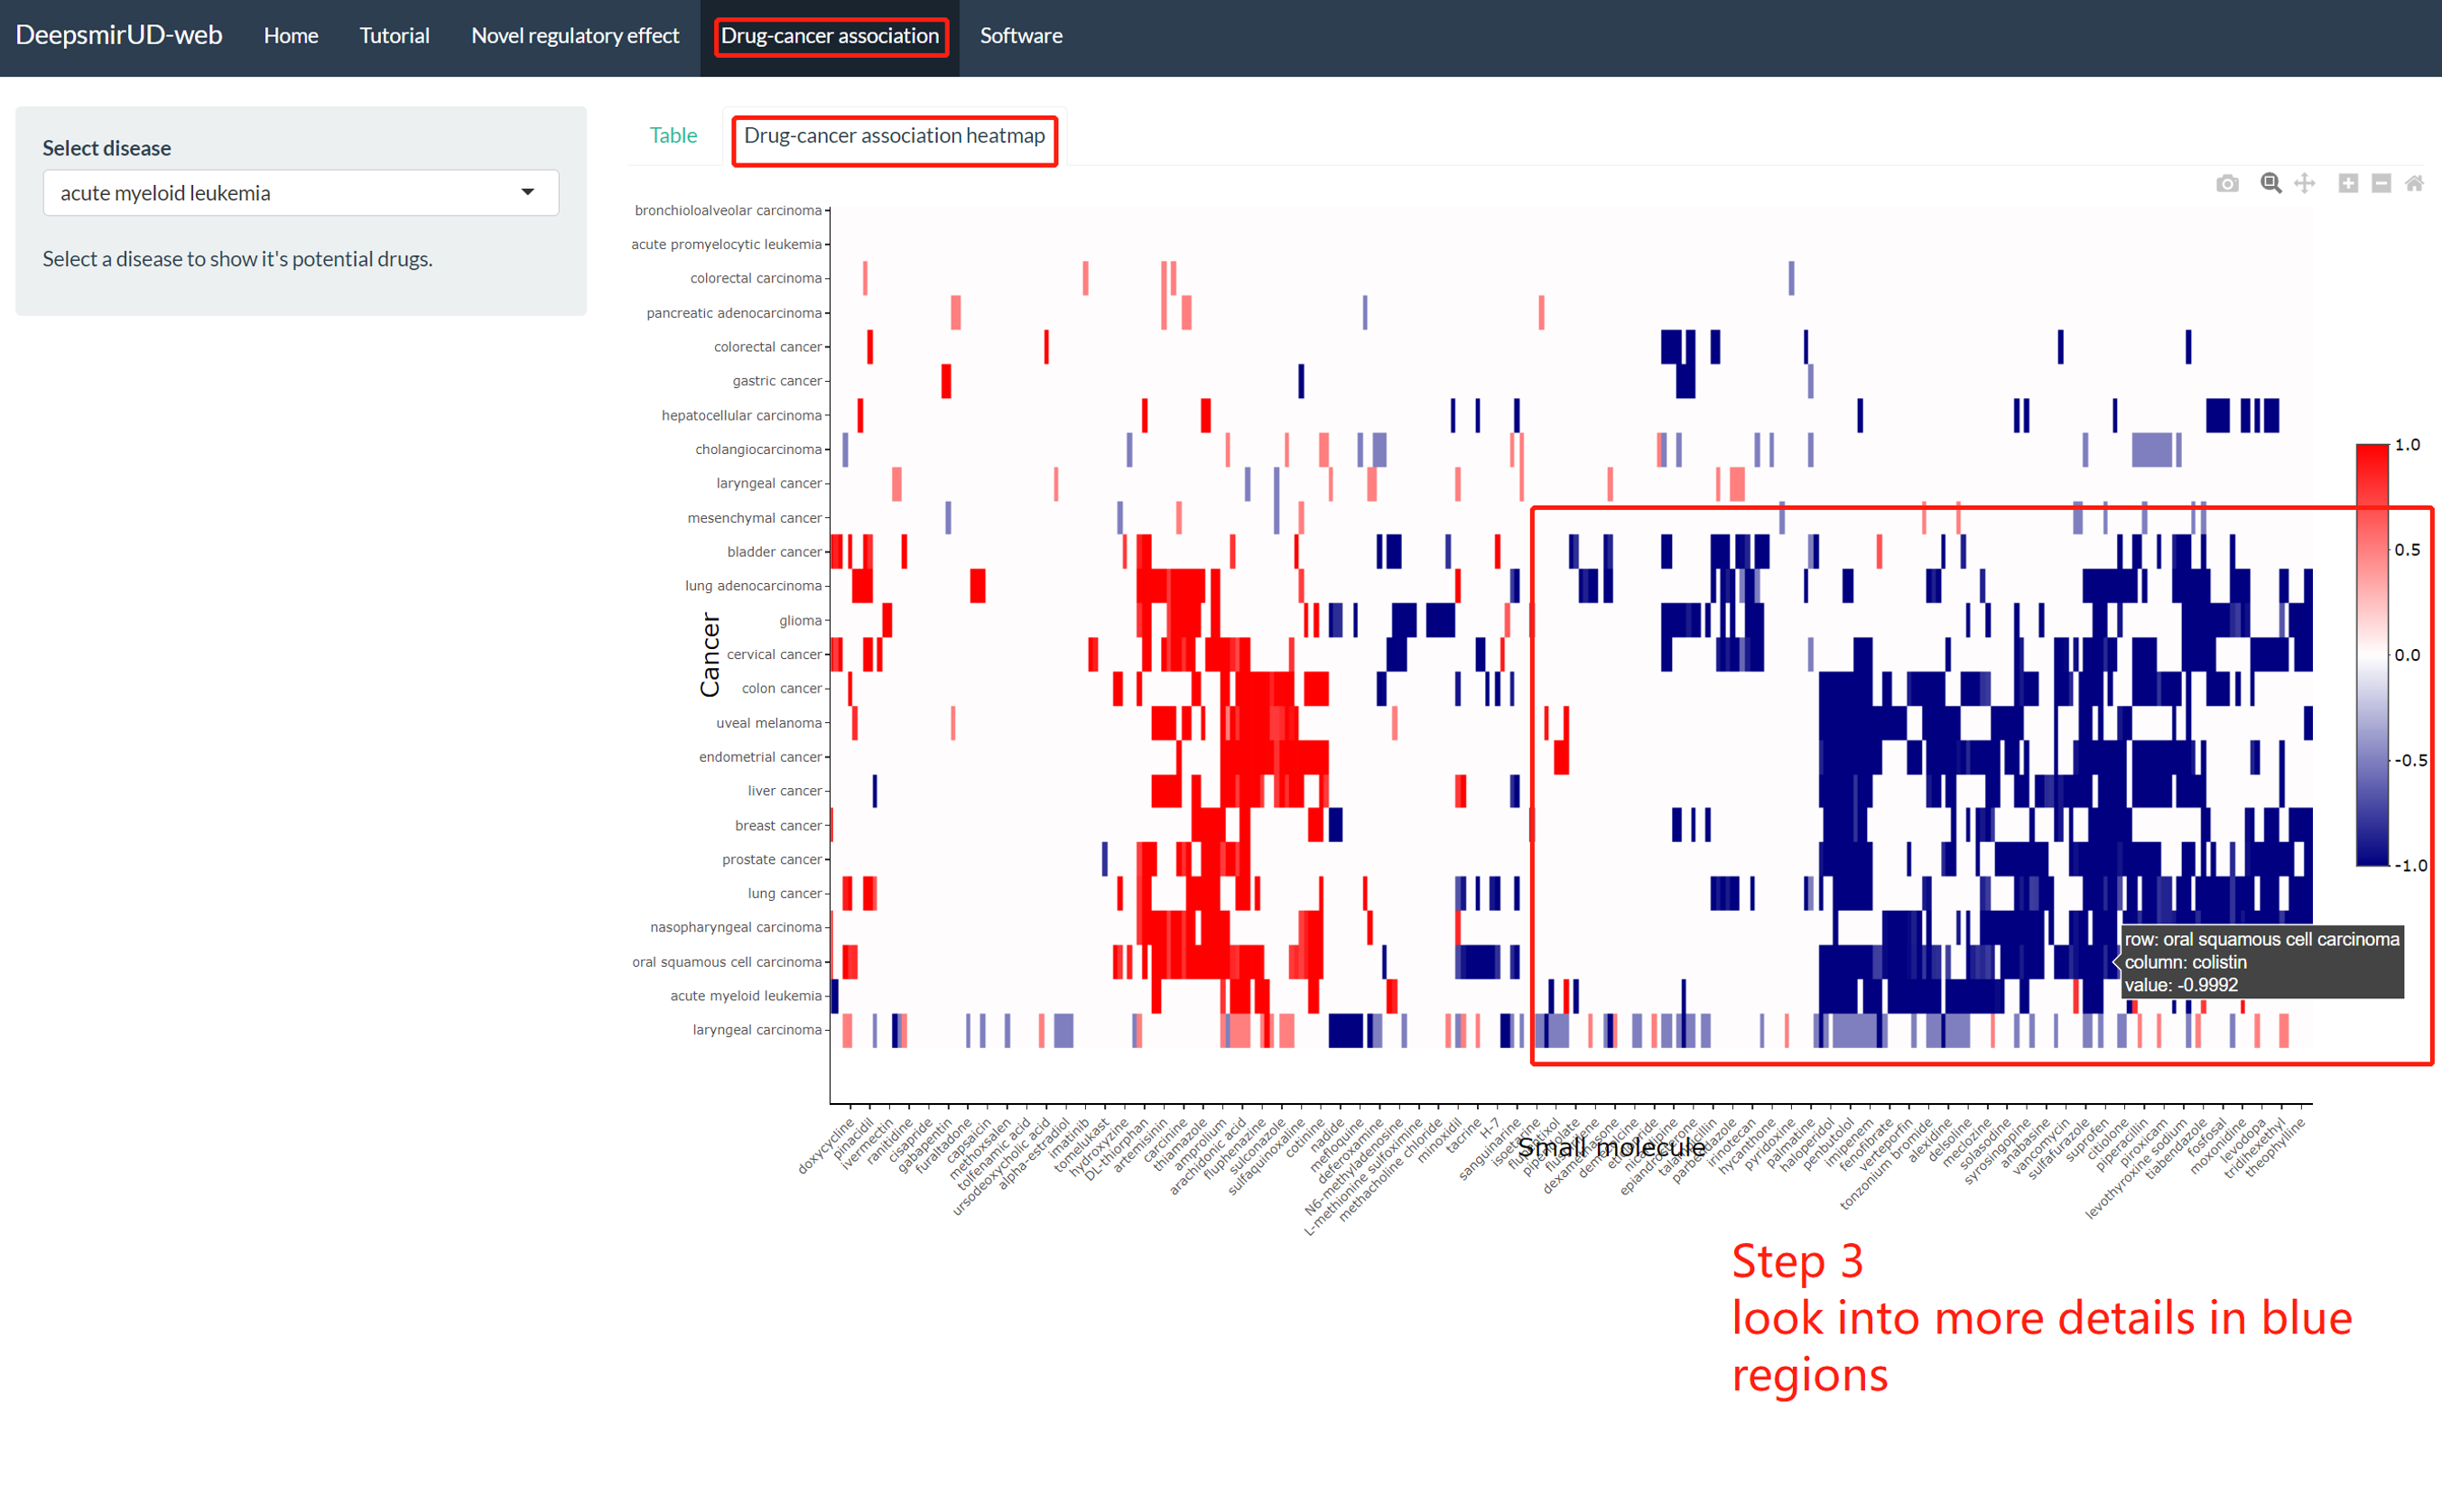 DeepsmirUD-web Home Tutorial Novel regulatory effect Drug-cancer association Software
Select disease
acute myeloid leukemia
Select a disease to show it's potential drugs.
Table Drug-cancer association heatmap
bronchioloalveolar carcinoma
acute promyelocytic leukemia
colorectal carcinoma
pancreatic adenocarcinoma
colorectal cancer
gastric cancer
hepatocellular carcinoma
cholangiocarcinoma
laryngeal cancer
mesenchymal cancer
bladder cancer
lung adenocarcinoma
glioma
cervical cancer
colon cancer
uveal melanoma
endometrial cancer
liver cancer
breast cancer
prostate cancer
lung cancer
nasopharyngeal carcinoma
oral squamous cell carcinoma
acute myeloid leukemia
laryngeal carcinoma
Cancer
1.0
0.5
0.0
-0.5
-1.0
row: oral squamous cell carcinoma
column: colistin
value: -0.9992
doxycycline
pinacidil
ivermectin
ranitidine
cisapride
gabapentin
furaltadone
capsaicin
methoxsalen
tolfenamic acid
ursodeoxycholic acid
alpha-estradiol
imatinib
tomelukast
hydroxyzine
DL-thiorphan
artemisinin
carcinine
thiamazole
amprolium
arachidonic acid
fluphenazine
sulconazole
sulfaquinoxaline
cotinine
nadide
mefloquine
deferoxamine
N6-methyladenosine
L-methionine sulfoximine
methacholine chloride
minoxidil
tacrine
H-7
sanguinarine
dexamethasone
epiandrosterone
parbendazole
irinotecan
hycanthone
pyridoxine
palmatine
haloperidol
penbutolol
imipenem
fenofibrate
verteporfin
tonzonium bromide
alexidine
delsoline
meclozine
solasodine
syrosingopine
anabasine
vancomycin
sulfafurazole
suprofen
citiolone
piperacillin
piroxicam
levothyroxine sodium
tiabendazole
fosfosal
moxonidine
levodopa
tridihexethyl
theophylline
Small molecule
Step 3
look into more details in blue
regions